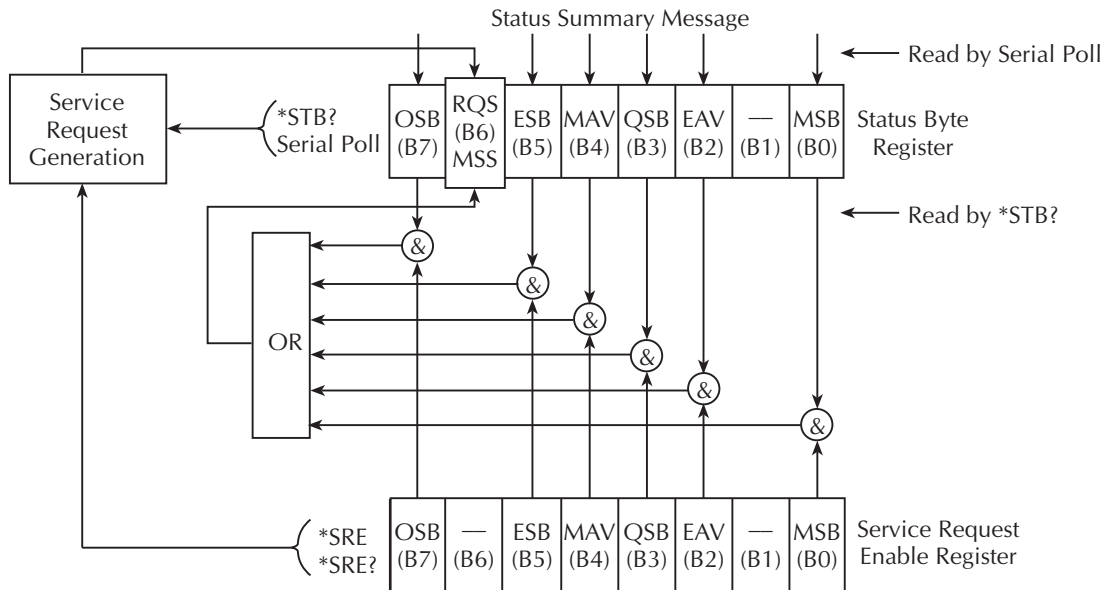 Status Summary Message
Read by Serial Poll
Service
Request
Generation
*STB?
Serial Poll
OSB
(B7)
RQS
(B6)
MSS
ESB
(B5)
MAV
(B4)
QSB
(B3)
EAV
(B2)
—
(B1)
MSB
(B0)
Status Byte
Register
Read by *STB?
&
&
&
&
&
&
OR
*SRE
*SRE?
OSB
(B7)
—
(B6)
ESB
(B5)
MAV
(B4)
QSB
(B3)
EAV
(B2)
—
(B1)
MSB
(B0)
Service Request
Enable Register